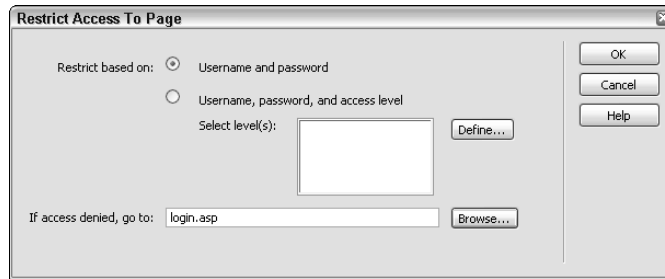 Restrict Access To Page
Restrict based on: Username and password
Username, password, and access level
Select level(s): Define...
If access denied, go to: login.asp Browse...
OK
Cancel
Help